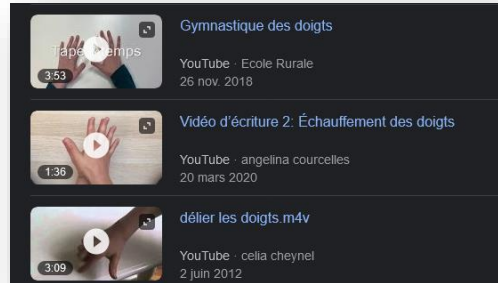 Gymnastique des doigts
Tape temps
3:53
YouTube · Ecole Rurale
26 nov. 2018
Vidéo d'écriture 2: Échauffement des doigts
1:36
YouTube · angelina courcelles
20 mars 2020
délier les doigts.m4v
3:09
YouTube · celia cheynel
2 juin 2012